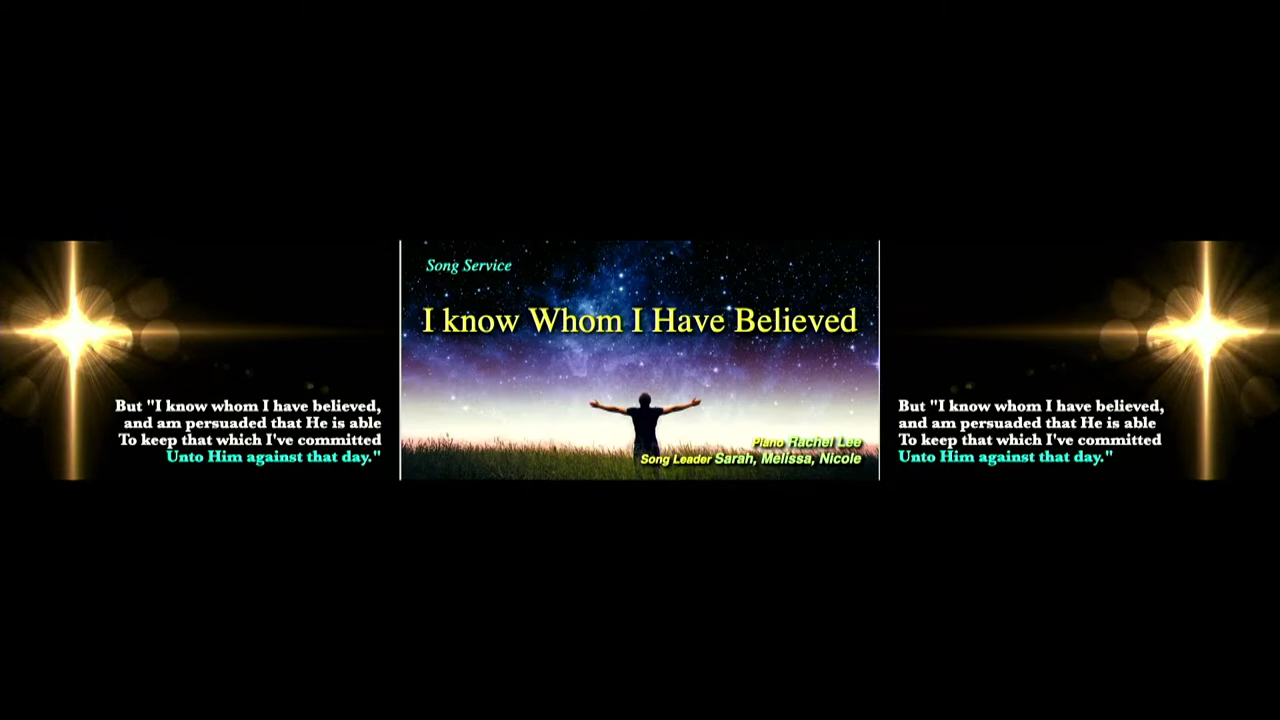 But "I know whom I have believed,
and am persuaded that He is able
To keep that which I've committed
Unto Him against that day."
Song Service
I know Whom I Have Believed
Piano Rachel Lee
Song Leader Sarah, Melissa, Nicole
But "I know whom I have believed,
and am persuaded that He is able
To keep that which I've committed
Unto Him against that day."